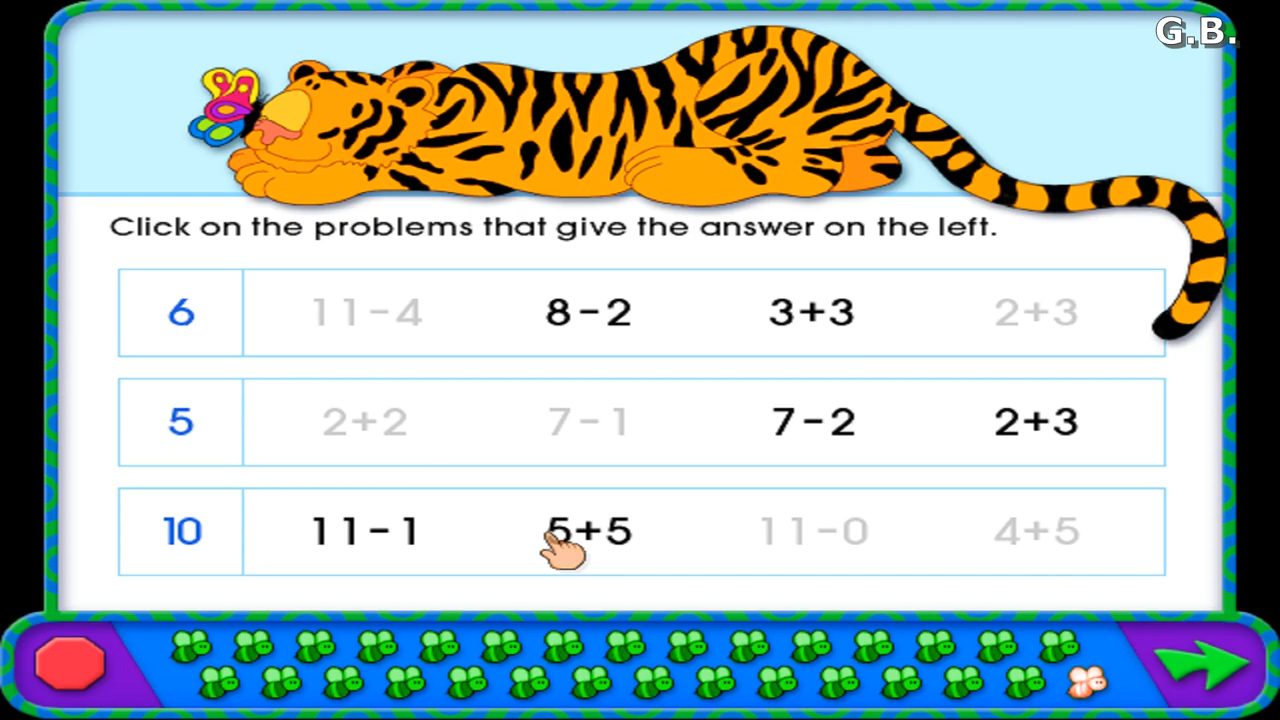 G.B.
Click on the problems that give the answer on the left.
6 11-4 8-2 3+3 2+3
5 2+2 7-1 7-2 2+3
10 11-1 5+5 11-0 4+5